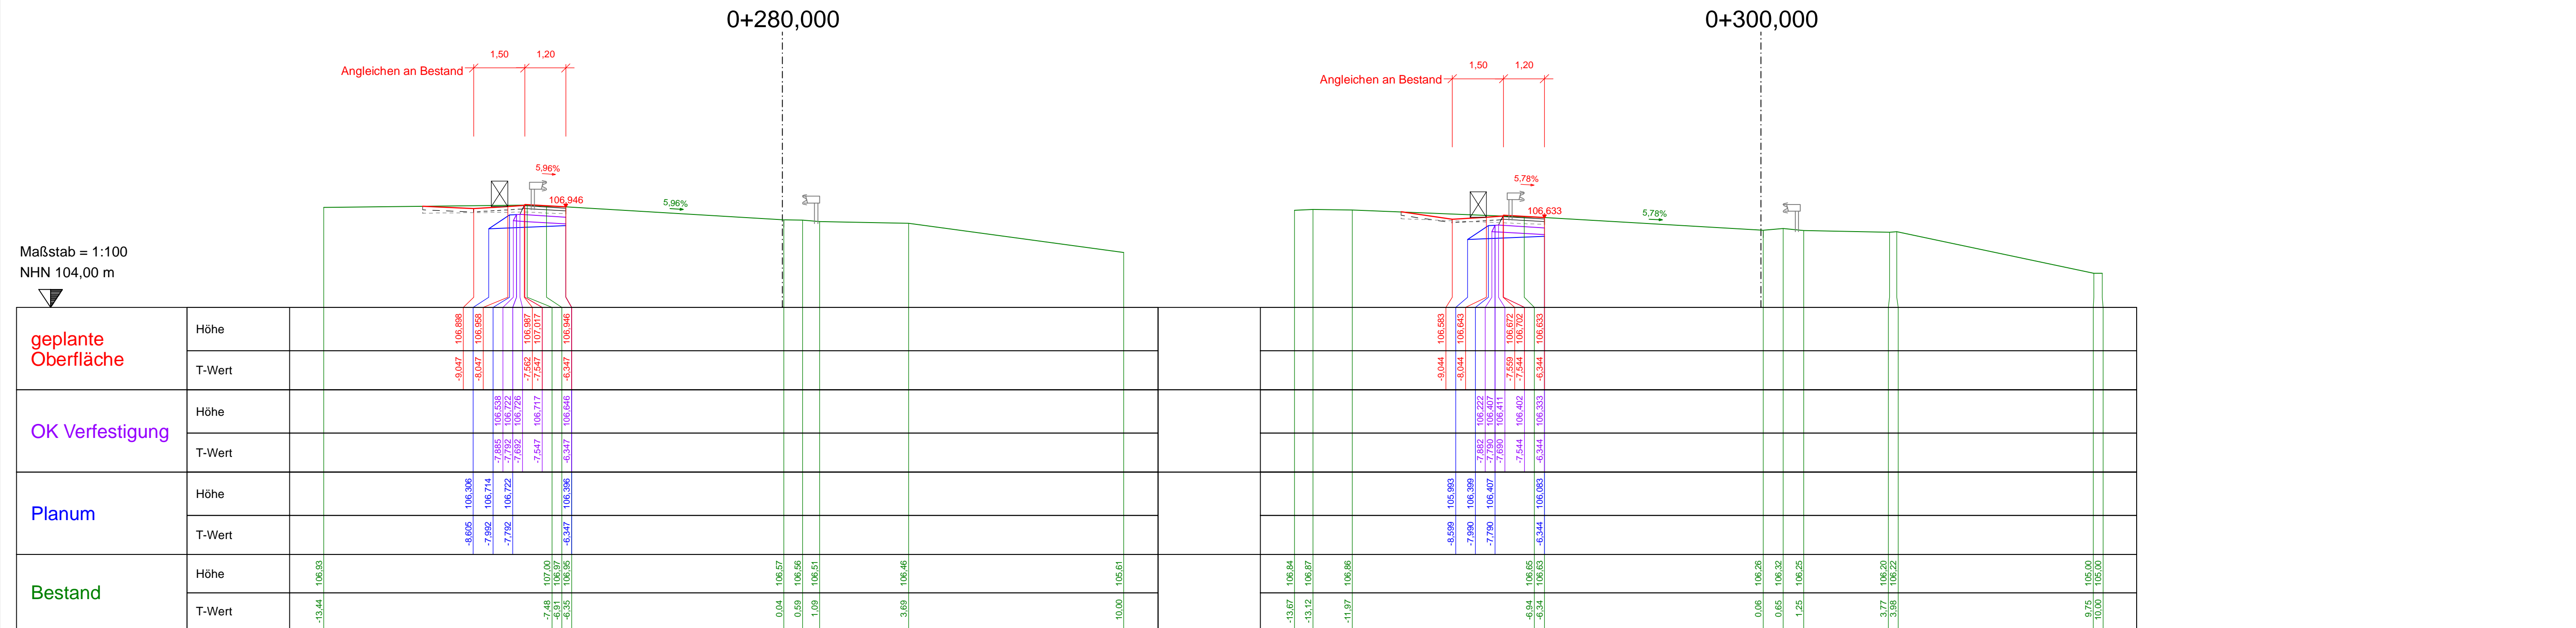 0+280,000
0+300,000
1,50 1,20
Angleichen an Bestand
1,50 1,20
Angleichen an Bestand
5,96%
106,946
5,96%
5,78%
106,633
5,78%
Maßstab = 1:100
NHN 104,00 m
geplante
Oberfläche
Höhe
106,898 106,958 106,987 107,017 106,946
106,583 106,643 106,672 106,702 106,633
T-Wert
-9,047 -8,047 -7,562 -7,547 -6,347
-9,044 -8,044 -7,559 -7,544 -6,344
OK Verfestigung
Höhe
106,538 106,722 106,726 106,717 106,646
106,222 106,407 106,411 106,402 106,333
T-Wert
-7,885 -7,792 -7,692 -7,547 -6,347
-7,882 -7,790 -7,690 -7,544 -6,344
Planum
Höhe
106,306 106,714 106,722 106,396
105,993 106,399 106,407 106,083
T-Wert
-8,605 -7,992 -7,792 -6,347
-8,599 -7,990 -7,790 -6,344
Bestand
Höhe
106,93 107,00 106,97 106,95 106,57 106,56 106,51 106,46 105,61
106,84 106,87 106,86 106,65 106,63 106,26 106,32 106,25 106,20 106,22 105,00 105,00
T-Wert
-13,44 -7,48 -6,91 -6,35 0,04 0,59 1,09 3,69 10,00
-13,67 -13,12 -11,97 -6,94 -6,34 0,06 0,65 1,25 3,77 3,98 9,75 10,00